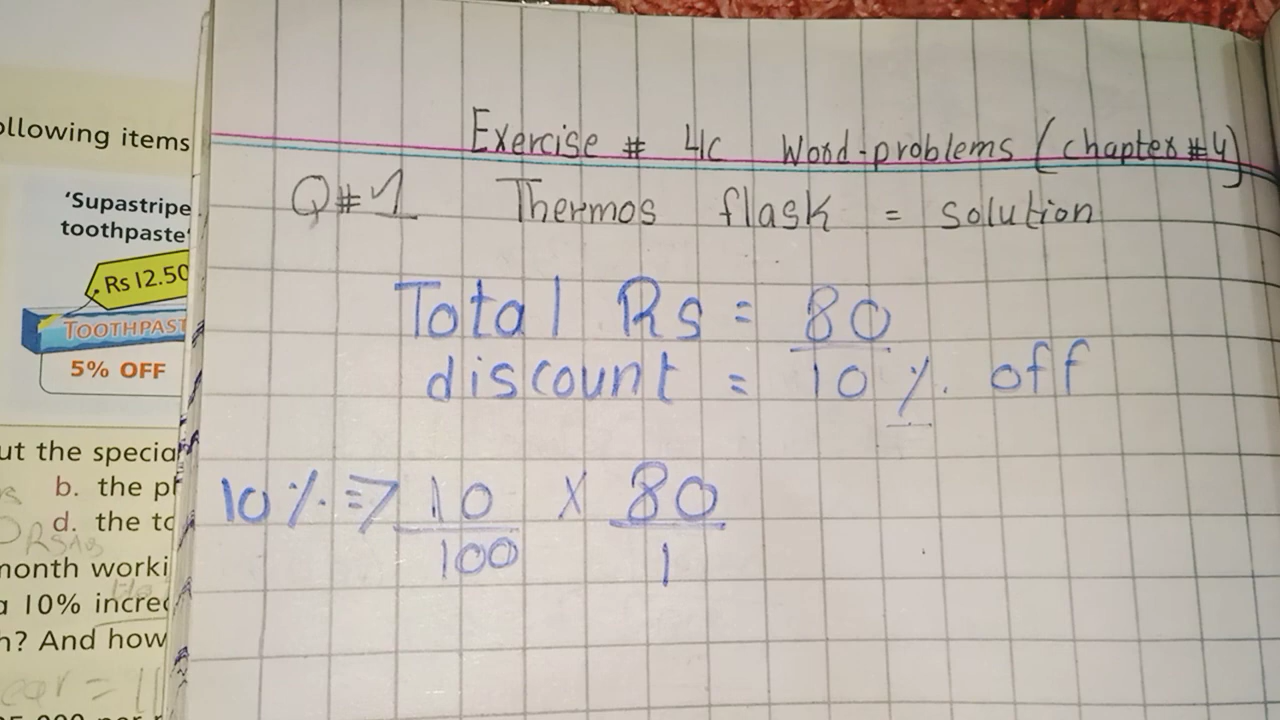 ollowing items
'Supastripe
toothpaste'
Rs 12.50
TOOTHPAST
5% OFF
ut the specia
b. the
d. the
month worki
a 10% increa
h? And how
Exercise # 4c Word-problems (chapter #4)
Q#1 Thermos flask = solution
Total Rs = 80
discount = 10 % off
10 % => 10/100 x 80/1